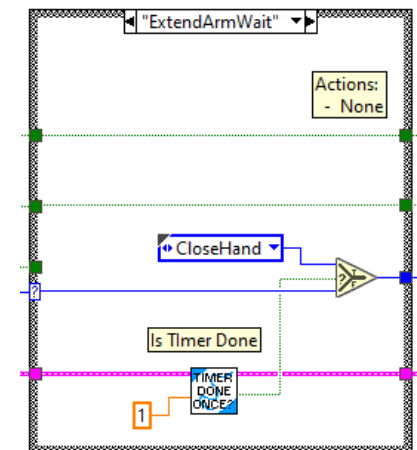 "ExtendArmWait"
Actions:
- None
CloseHand
?
T
?
F
Is TImer Done
TIMER
DONE
ONCE?
1